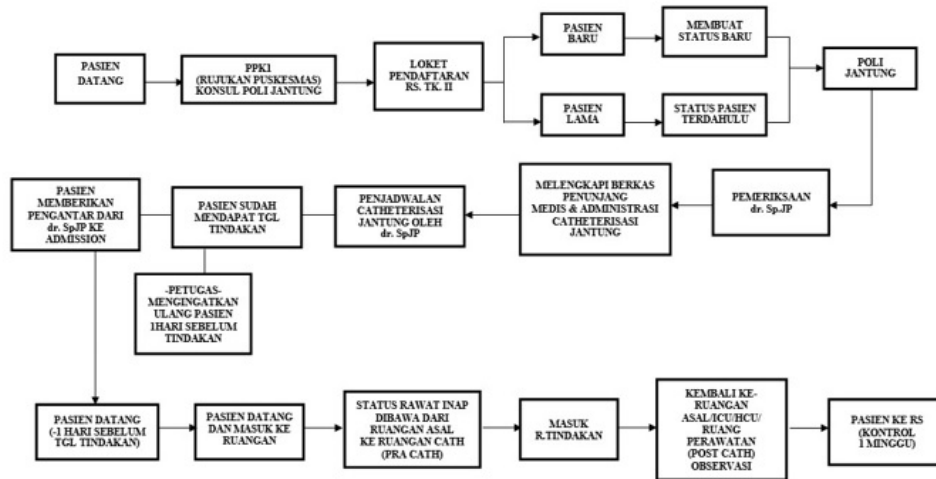 PASIEN
DATANG
PPK1
(RUJUKAN PUSKESMAS)
KONSUL POLI JANTUNG
LOKET
PENDAFTARAN
RS. TK. II
PASIEN
BARU
MEMBUAT
STATUS BARU
PASIEN
LAMA
STATUS PASIEN
TERDAHULU
POLI
JANTUNG
PEMERIKSAAN
dr. Sp.JP
MELENGKAPI BERKAS
PENUNJANG
MEDIS & ADMINISTRASI
CATHETERISASI
JANTUNG
PENJADWALAN
CATHETERISASI
JANTUNG OLEH
dr. SpJP
PASIEN SUDAH
MENDAPAT TGL
TINDAKAN
-PETUGAS-
MENGINGATKAN
ULANG PASIEN
1HARI SEBELUM
TINDAKAN
PASIEN
MEMBERIKAN
PENGANTAR DARI
dr. SpJP KE
ADMISSION
PASIEN DATANG
(-1 HARI SEBELUM
TGL TINDAKAN)
PASIEN DATANG
DAN MASUK KE
RUANGAN
STATUS RAWAT INAP
DIBAWA DARI
RUANGAN ASAL
KE RUANGAN CATH
(PRA CATH)
MASUK
R.TINDAKAN
KEMBALI KE-
RUANGAN
ASAL/ICU/HCU/
RUANG
PERAWATAN
(POST CATH)
OBSERVASI
PASIEN KE RS
(KONTROL
1 MINGGU)